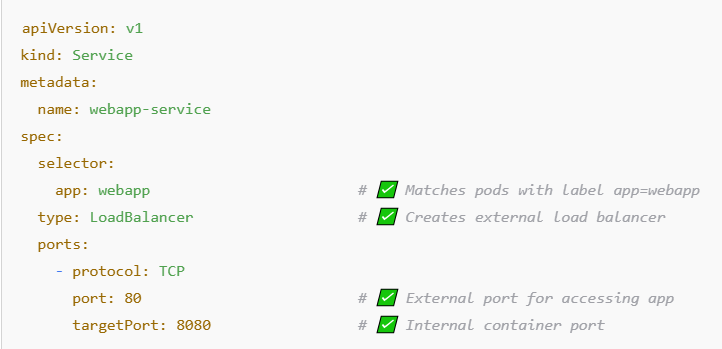 apiVersion: v1
kind: Service
metadata:
  name: webapp-service
spec:
  selector:
    app: webapp                        # ✅ Matches pods with label app=webapp
  type: LoadBalancer                   # ✅ Creates external load balancer
  ports:
    - protocol: TCP
      port: 80                         # ✅ External port for accessing app
      targetPort: 8080                 # ✅ Internal container port